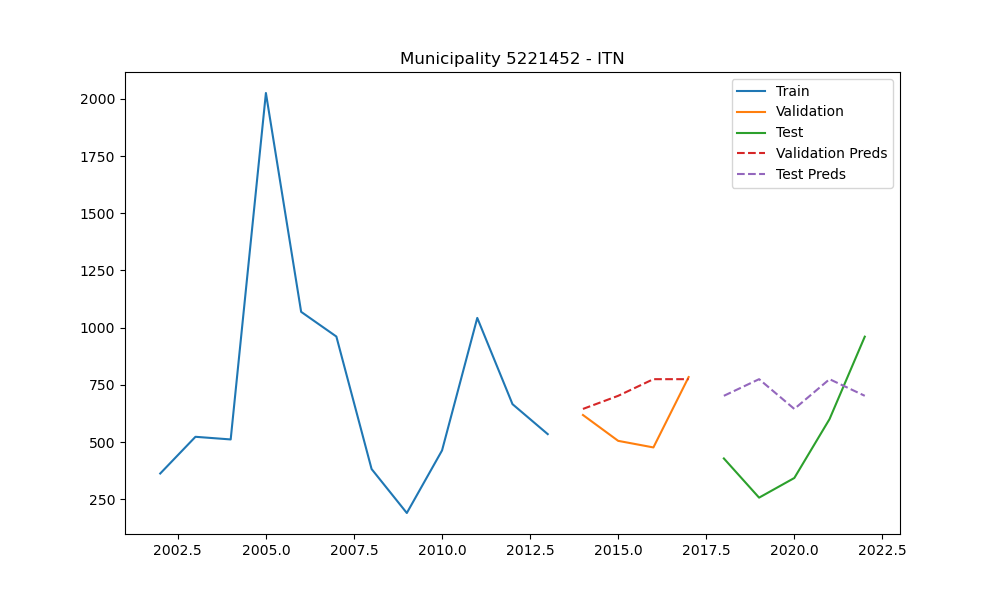 Municipality 5221452 - ITN
Train
Validation
Test
Validation Preds
Test Preds
2000
1750
1500
1250
1000
750
500
250
2002.5 2005.0 2007.5 2010.0 2012.5 2015.0 2017.5 2020.0 2022.5